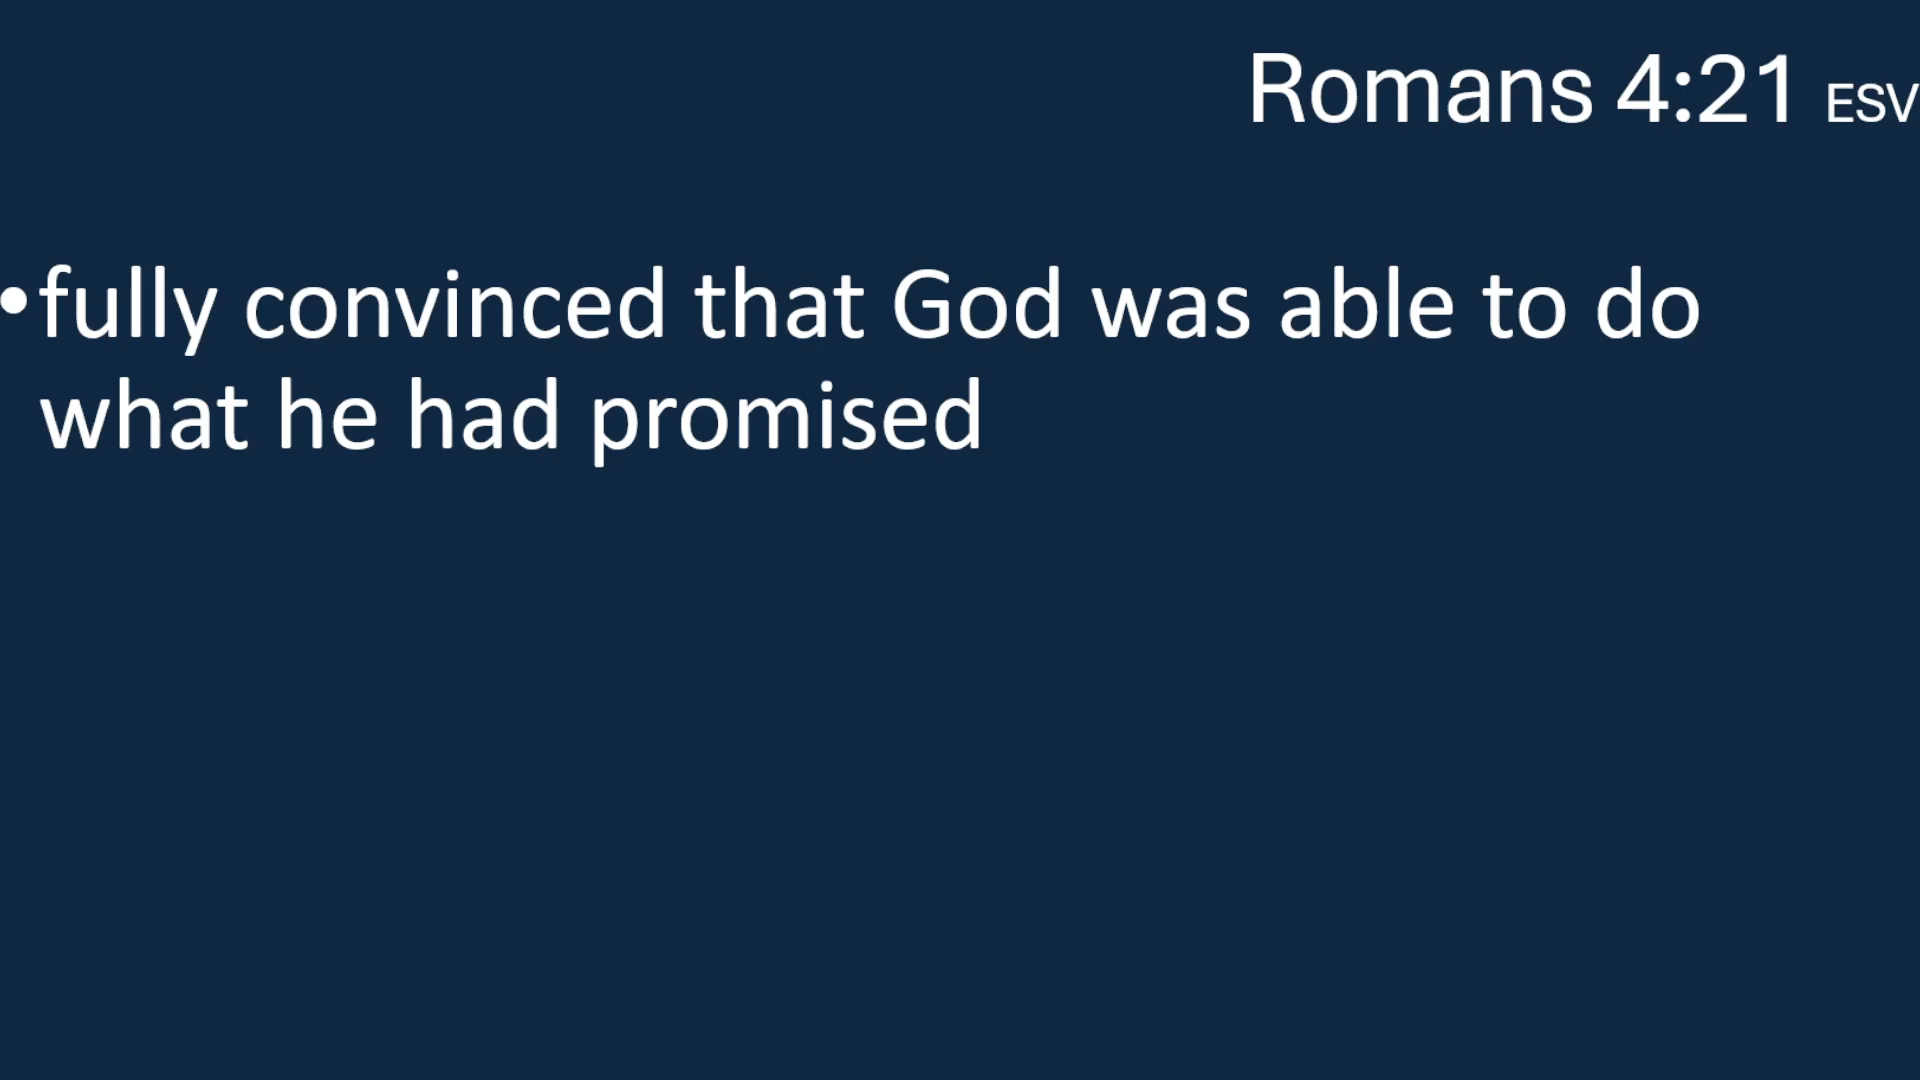 Romans 4:21 ESV
•fully convinced that God was able to do
what he had promised